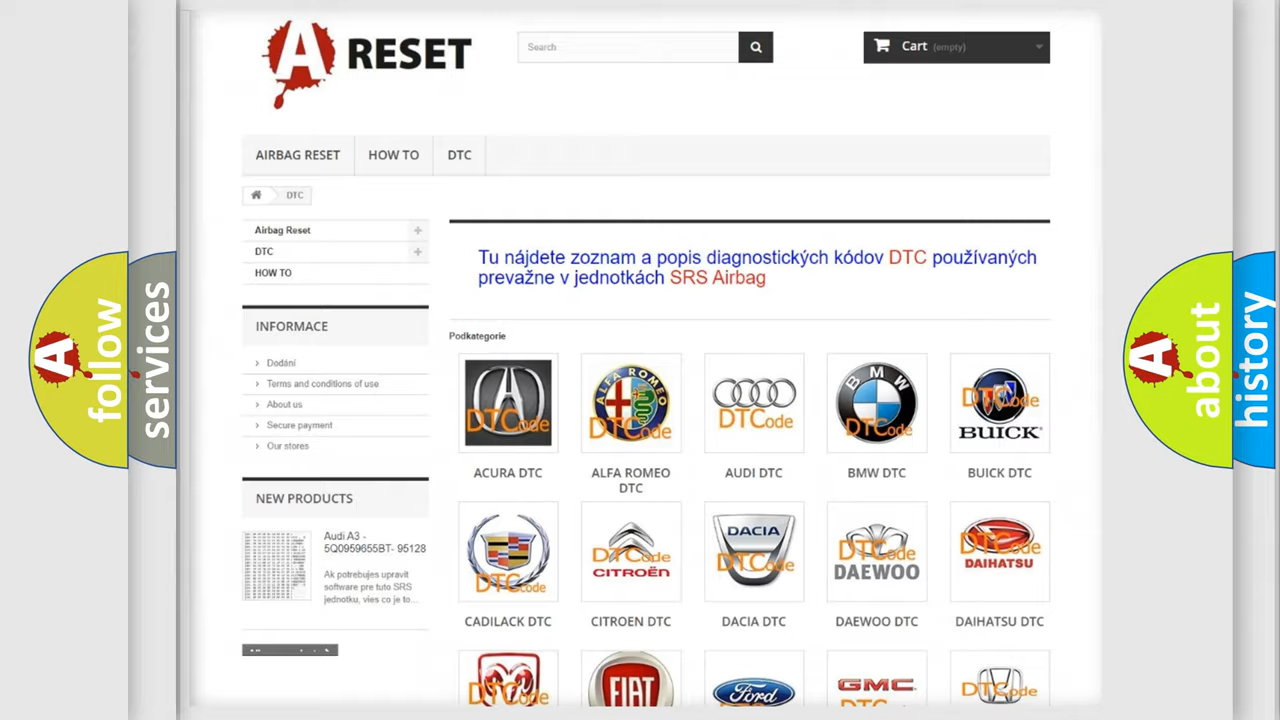 A RESET
Search
Cart (empty)
AIRBAG RESET
HOW TO
DTC
DTC
Airbag Reset
DTC
HOW TO
INFORMACE
Dodání
Terms and conditions of use
About us
Secure payment
Our stores
NEW PRODUCTS
Audi A3 -
5Q0959655BT- 95128
Ak potrebujes upravit
software pre tuto SRS
jednotku, vies co je to...
Tu nájdete zoznam a popis diagnostických kódov DTC používaných
prevažne v jednotkách SRS Airbag
Podkategorie
DTCode
ALFA ROMEO
DTCode
DTCode
BMW
DTCode
DTCode
BUICK
ACURA DTC
ALFA ROMEO
DTC
AUDI DTC
BMW DTC
BUICK DTC
DTCode
DTCode
CITROËN
DACIA
DTCode
DTCode
DAEWOO
DTCode
DAIHATSU
CADILACK DTC
CITROEN DTC
DACIA DTC
DAEWOO DTC
DAIHATSU DTC
DTCode
FIAT
Ford
GMC
DTCode
A
follow
services
A
about
history